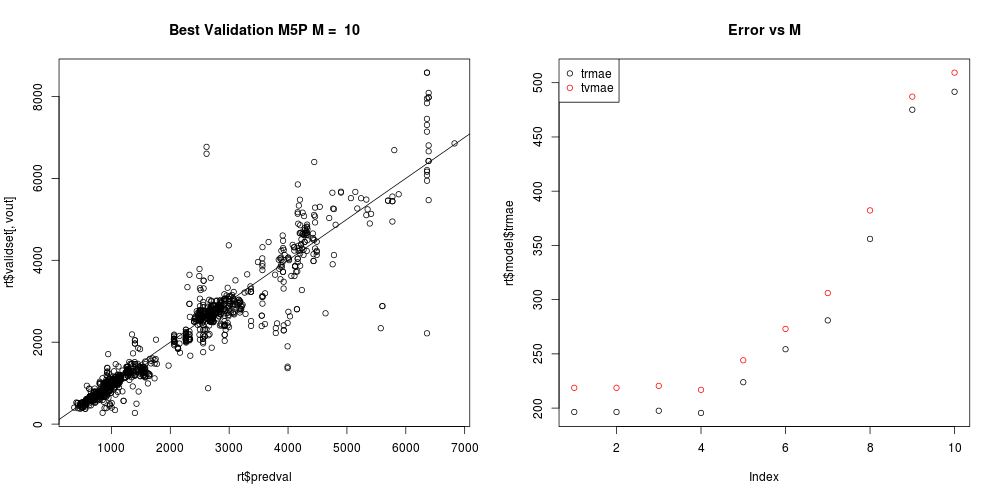 Best Validation M5P M =  10
rt$validset[, vout]
8000
6000
4000
2000
0
1000 2000 3000 4000 5000 6000 7000
rt$predval
Error vs M
trmae
tvmae
rt$model$trmae
500
450
400
350
300
250
200
2 4 6 8 10
Index